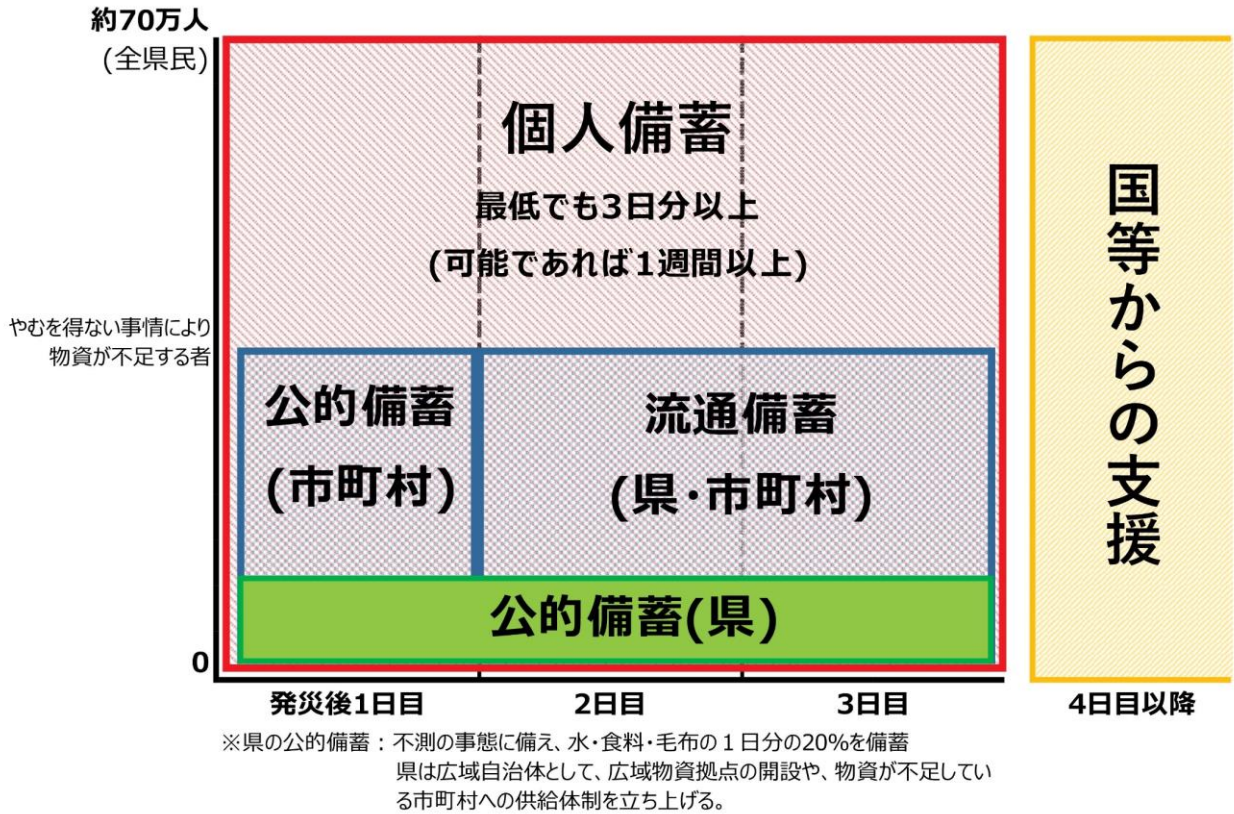 約70万人
(全県民)
個人備蓄
最低でも3日分以上
(可能であれば1週間以上)
やむを得ない事情により
物資が不足する者
公的備蓄
(市町村)
流通備蓄
(県・市町村)
公的備蓄(県)
国等からの支援
0
発災後1日目
2日目
3日目
4日目以降
※県の公的備蓄：不測の事態に備え、水・食料・毛布の1日分の20%を備蓄
県は広域自治体として、広域物資拠点の開設や、物資が不足してい
る市町村への供給体制を立ち上げる。